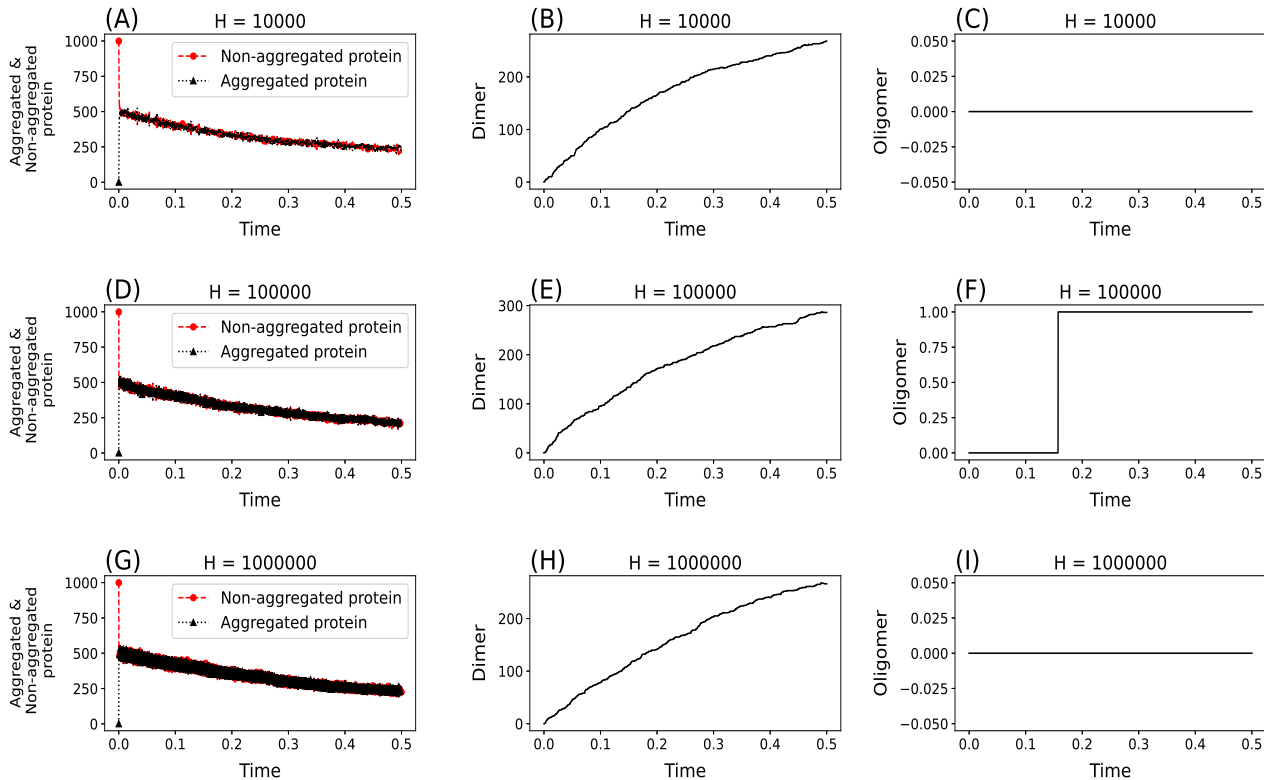 (A)
H = 10000
Aggregated &
Non-aggregated
protein
1000
750
500
250
0
Non-aggregated protein
Aggregated protein
0.0 0.1 0.2 0.3 0.4 0.5
Time
(B)
H = 10000
Dimer
200
100
0
0.0 0.1 0.2 0.3 0.4 0.5
Time
(C)
H = 10000
Oligomer
0.050
0.025
0.000
−0.025
−0.050
0.0 0.1 0.2 0.3 0.4 0.5
Time
(D)
H = 100000
Aggregated &
Non-aggregated
protein
1000
750
500
250
0
Non-aggregated protein
Aggregated protein
0.0 0.1 0.2 0.3 0.4 0.5
Time
(E)
H = 100000
Dimer
300
200
100
0
0.0 0.1 0.2 0.3 0.4 0.5
Time
(F)
H = 100000
Oligomer
1.00
0.75
0.50
0.25
0.00
0.0 0.1 0.2 0.3 0.4 0.5
Time
(G)
H = 1000000
Aggregated &
Non-aggregated
protein
1000
750
500
250
0
Non-aggregated protein
Aggregated protein
0.0 0.1 0.2 0.3 0.4 0.5
Time
(H)
H = 1000000
Dimer
200
100
0
0.0 0.1 0.2 0.3 0.4 0.5
Time
(I)
H = 1000000
Oligomer
0.050
0.025
0.000
−0.025
−0.050
0.0 0.1 0.2 0.3 0.4 0.5
Time